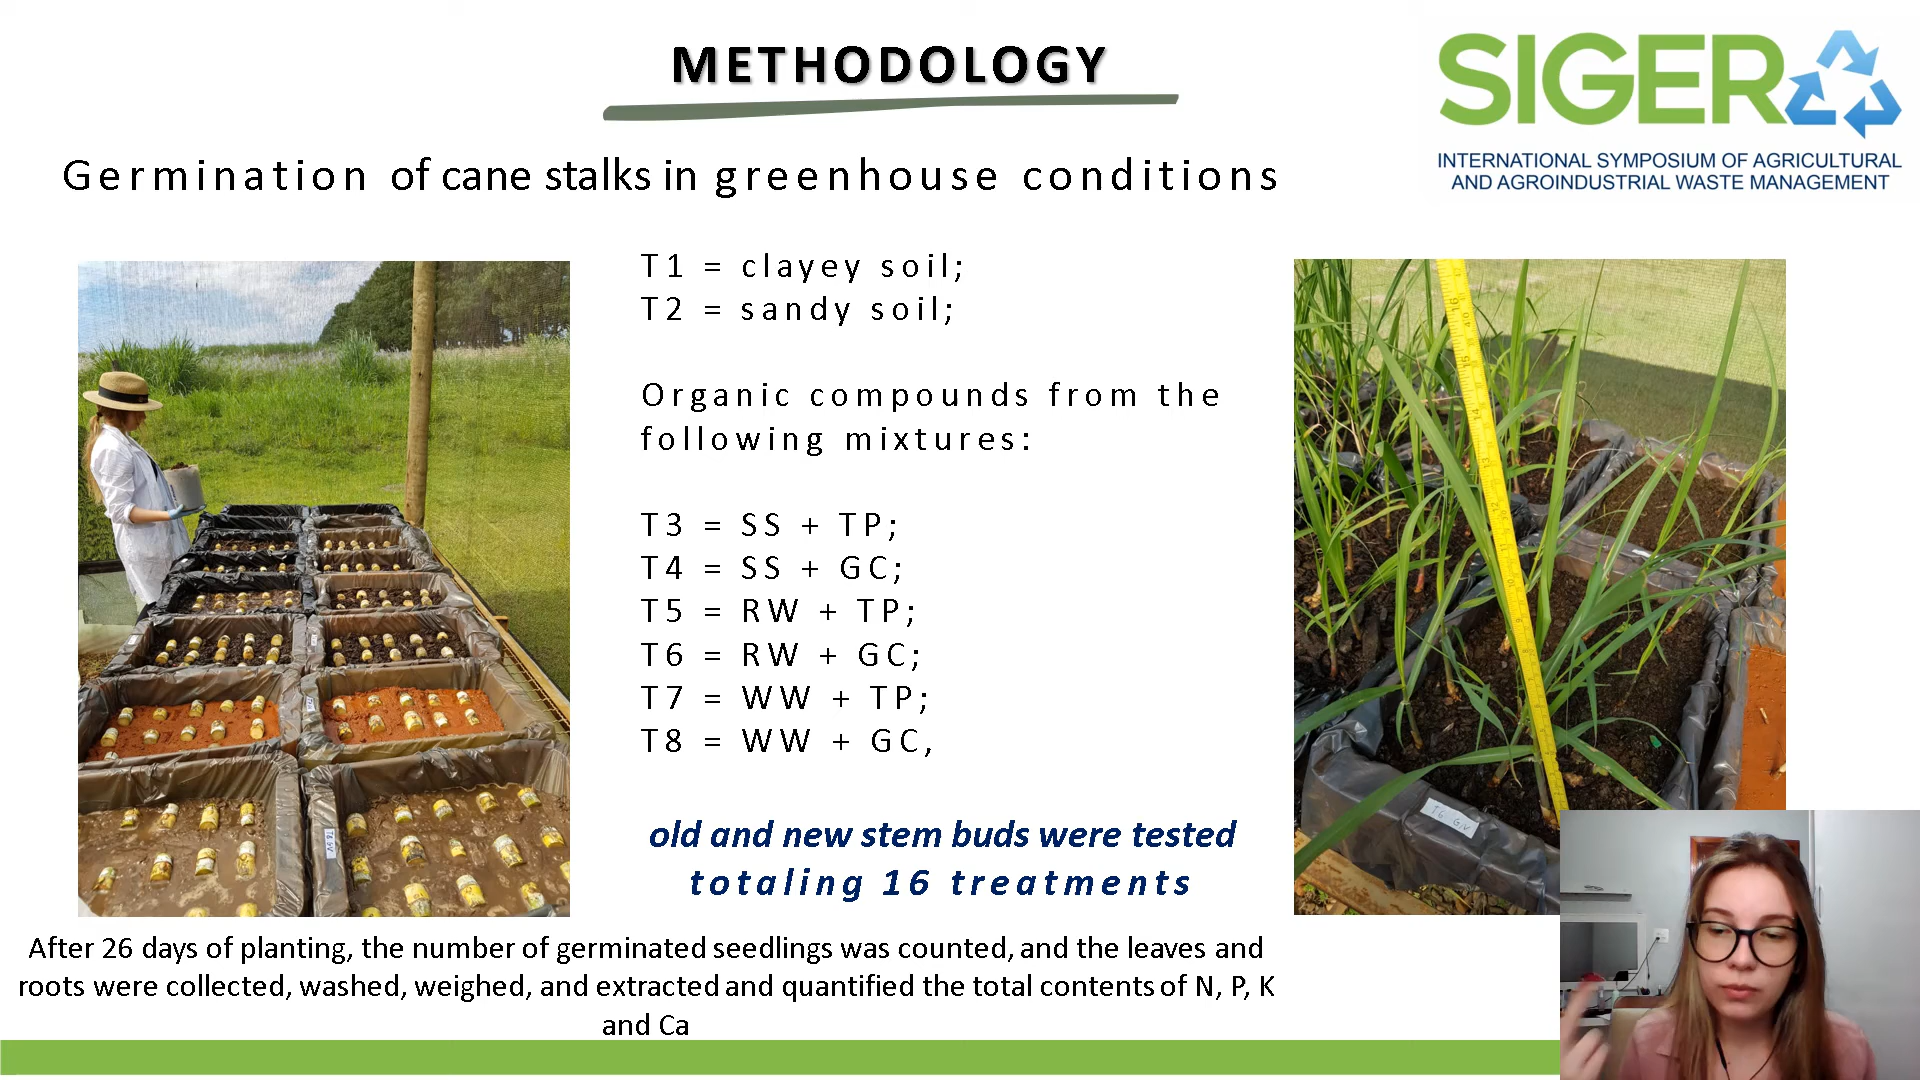 METHODOLOGY
SIGERA
INTERNATIONAL SYMPOSIUM OF AGRICULTURAL
AND AGROINDUSTRIAL WASTE MANAGEMENT
Germination of cane stalks in greenhouse conditions
T1 = clayey soil;
T2 = sandy soil;
Organic compounds from the
following mixtures:
T3 = SS + TP;
T4 = SS + GC;
T5 = RW + TP;
T6 = RW + GC;
T7 = WW + TP;
T8 = WW + GC,
old and new stem buds were tested
totaling 16 treatments
After 26 days of planting, the number of germinated seedlings was counted, and the leaves and
roots were collected, washed, weighed, and extracted and quantified the total contents of N, P, K
and Ca